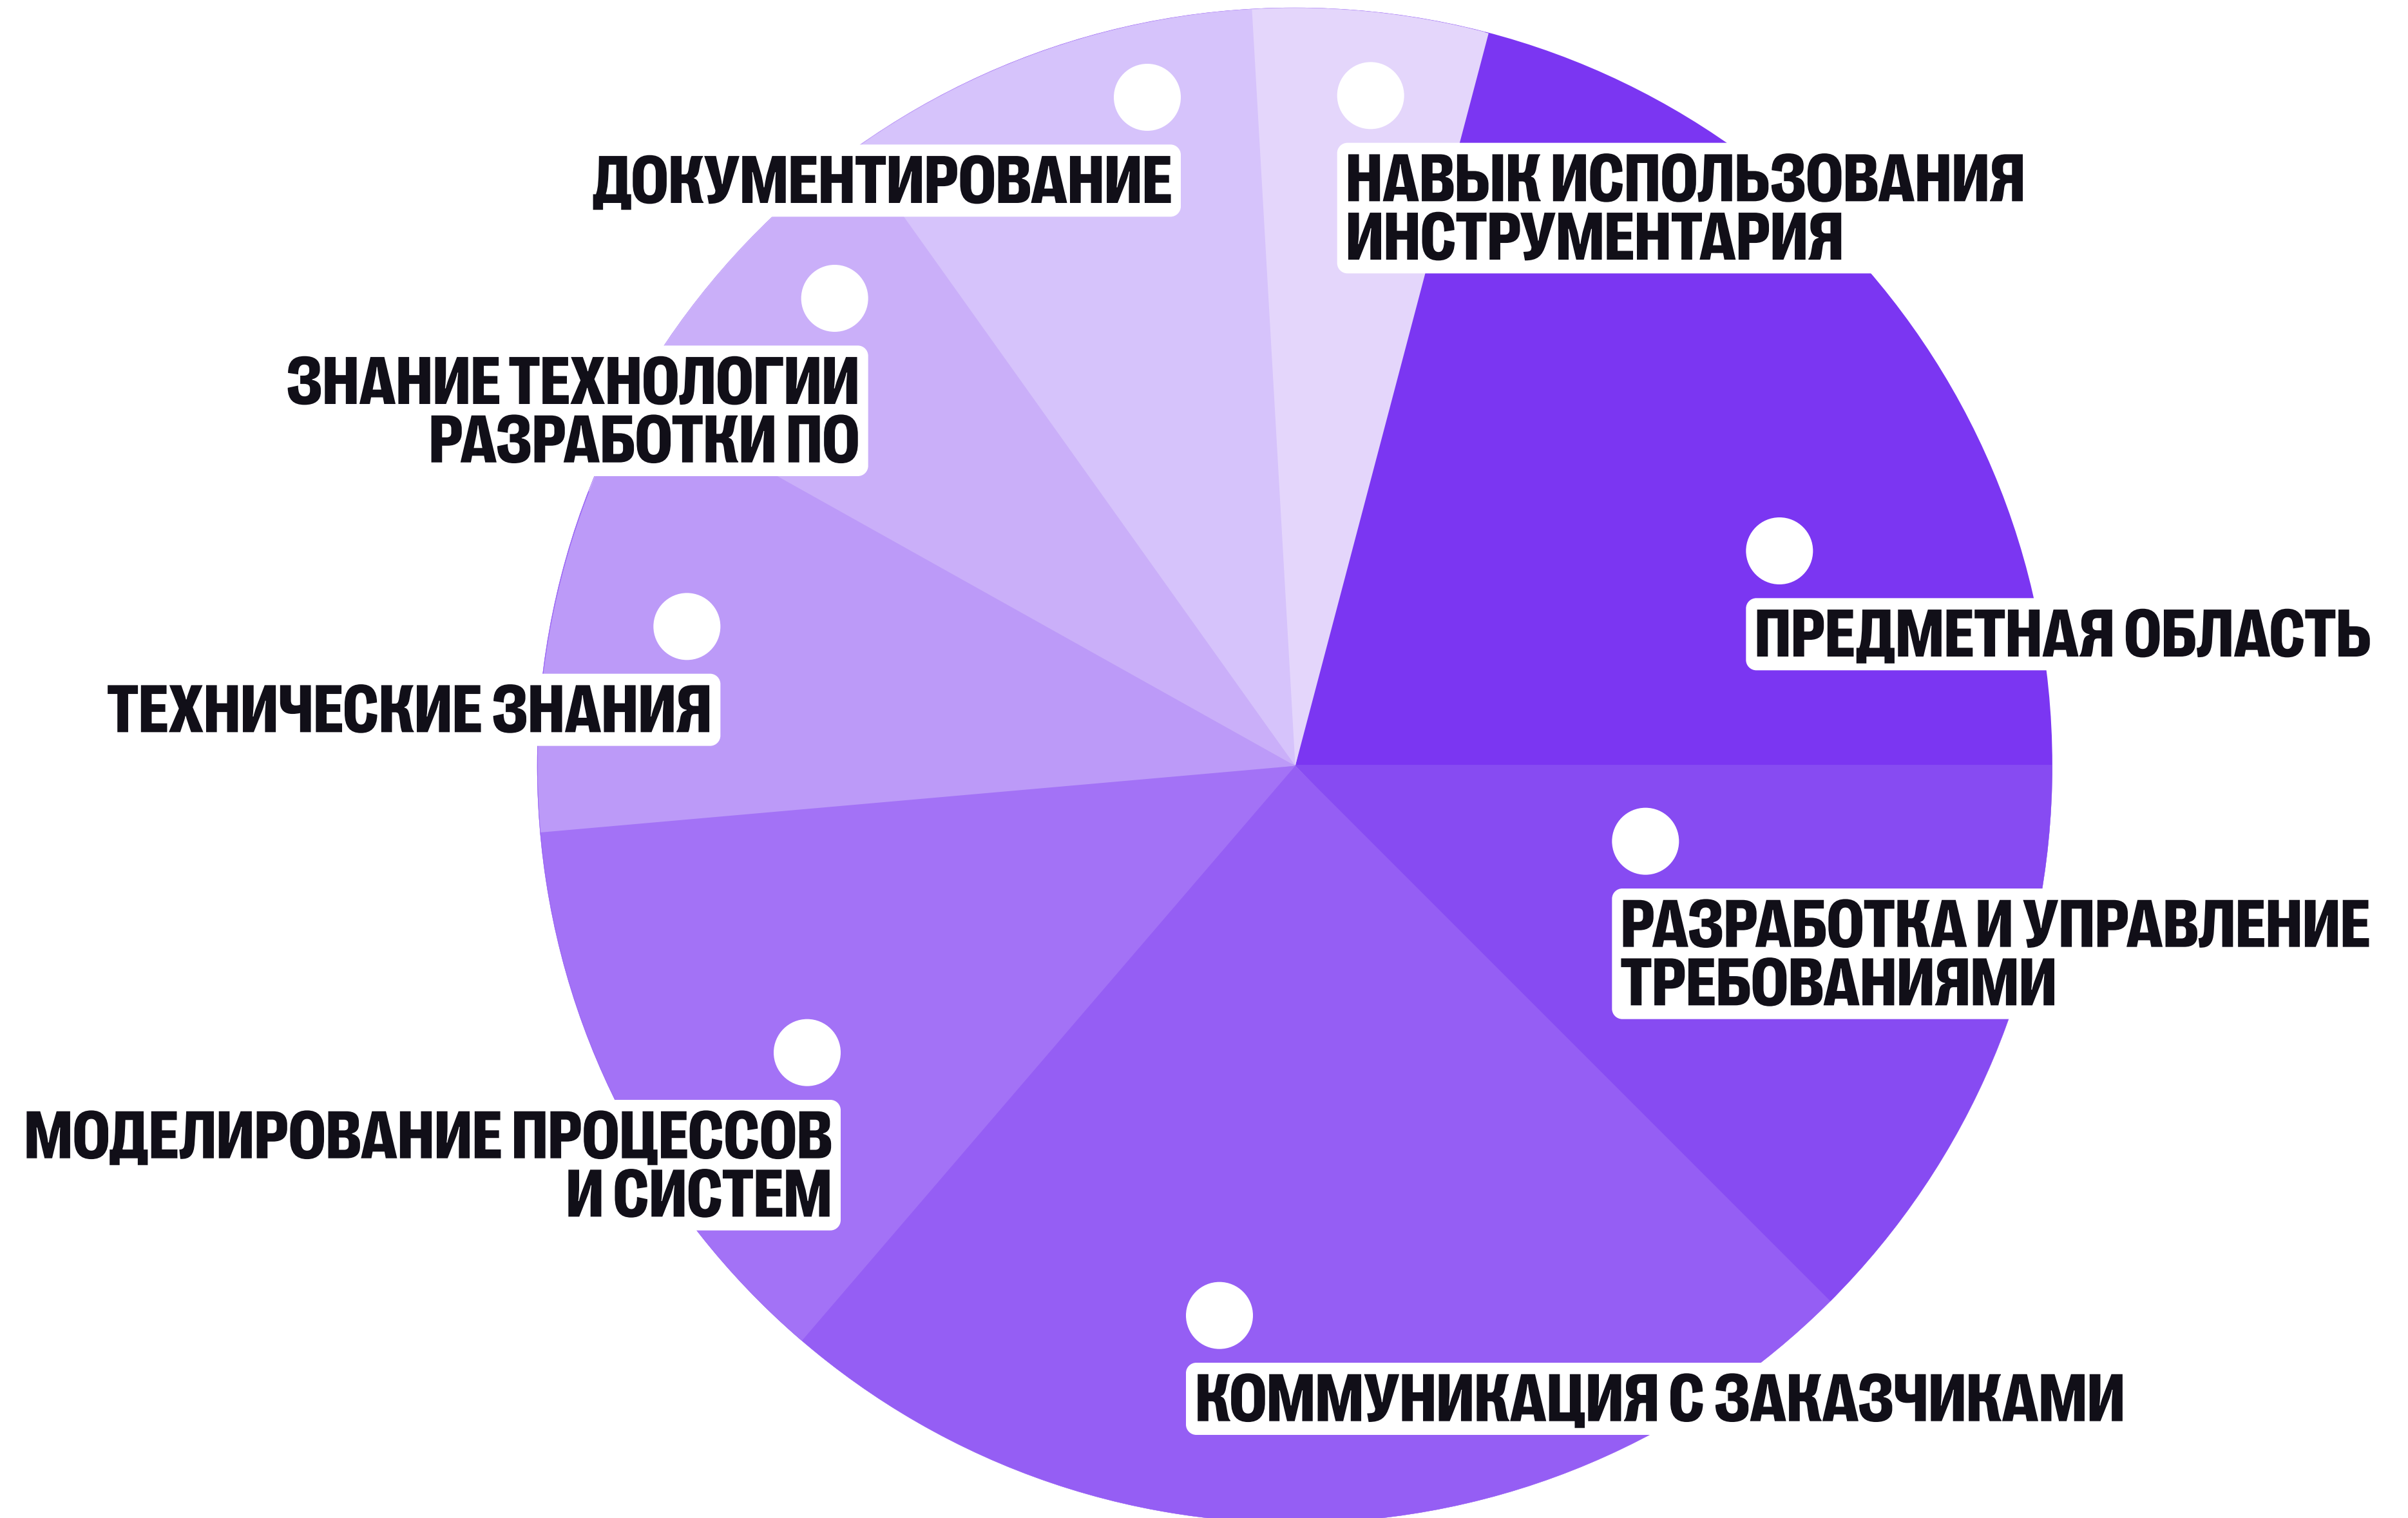 ДОКУМЕНТИРОВАНИЕ
НАВЫК ИСПОЛЬЗОВАНИЯ
ИНСТРУМЕНТАРИЯ
ЗНАНИЕ ТЕХНОЛОГИИ
РАЗРАБОТКИ ПО
ПРЕДМЕТНАЯ ОБЛАСТЬ
ТЕХНИЧЕСКИЕ ЗНАНИЯ
РАЗРАБОТКА И УПРАВЛЕНИЕ
ТРЕБОВАНИЯМИ
МОДЕЛИРОВАНИЕ ПРОЦЕССОВ
И СИСТЕМ
КОММУНИКАЦИЯ С ЗАКАЗЧИКАМИ